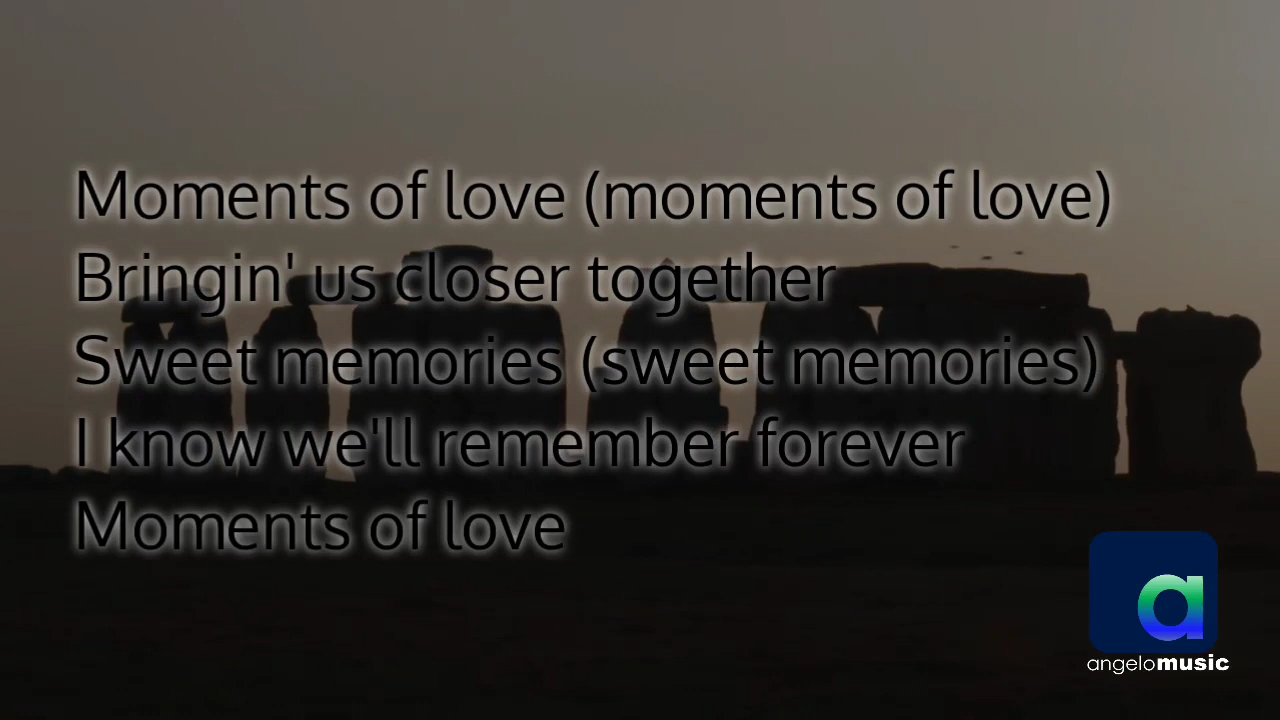 Moments of love (moments of love)
Bringin' us closer together
Sweet memories (sweet memories)
I know we'll remember forever
Moments of love
a
angelomusic